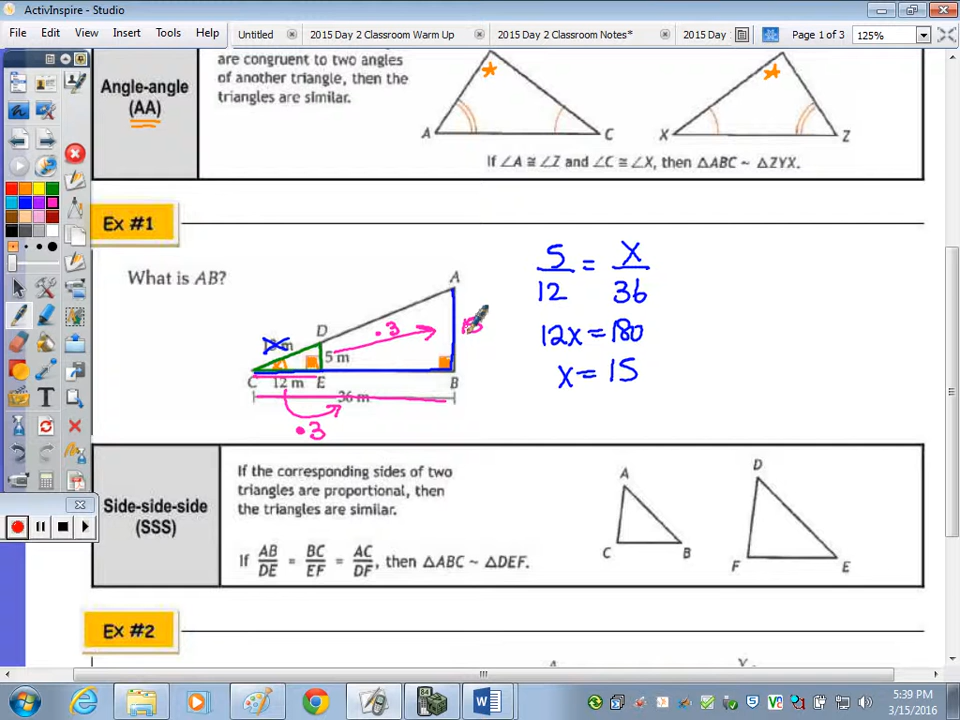 ActivInspire - Studio
File Edit View Insert Tools Help
Untitled
2015 Day 2 Classroom Warm Up
2015 Day 2 Classroom Notes*
2015 Day
Page 1 of 3
125%
Angle-angle
(AA)
are congruent to two angles
of another triangle, then the
triangles are similar.
A C
X Z
If ∠A ≅ ∠Z and ∠C ≅ ∠X, then △ABC ~ △ZYX.
Ex #1
What is AB?
A
D
5 m
·3
15
C 12 m E B
36 m
·3
5/12 = X/36
12x = 180
x = 15
Side-side-side
(SSS)
If the corresponding sides of two
triangles are proportional, then
the triangles are similar.
If AB/DE = BC/EF = AC/DF, then △ABC ~ △DEF.
A
C B
D
F E
Ex #2
T
W
5:39 PM
3/15/2016